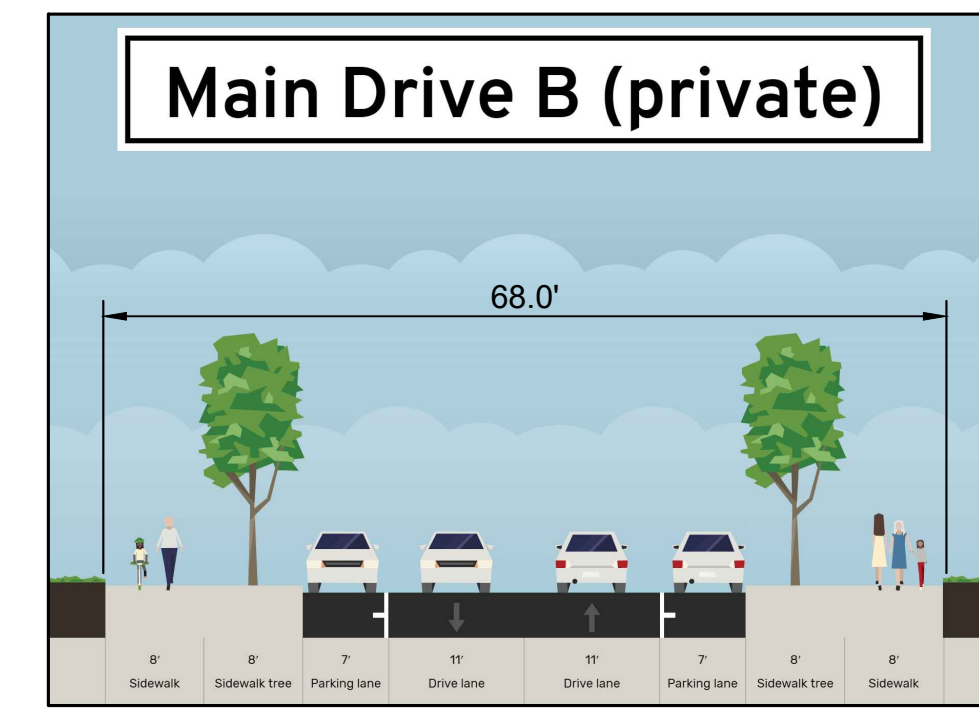 Main Drive B (private)
68.0'
8' 8' 7' 11' 11' 7' 8' 8'
Sidewalk Sidewalk tree Parking lane Drive lane Drive lane Parking lane Sidewalk tree Sidewalk